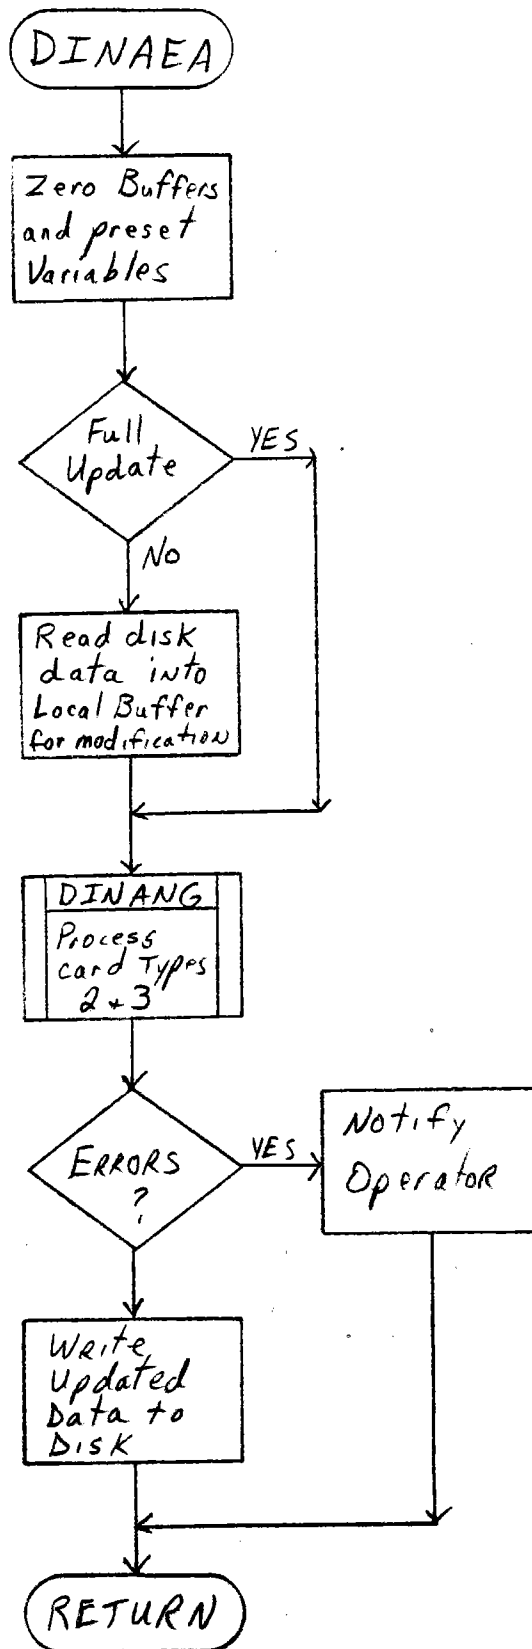 DINAEA
Zero Buffers
and preset
Variables
Full
Update
YES
NO
Read disk
data into
Local Buffer
for modification
DINANG
Process
card Types
2 + 3
ERRORS
?
YES
Notify
Operator
Write
Updated
Data to
Disk
RETURN